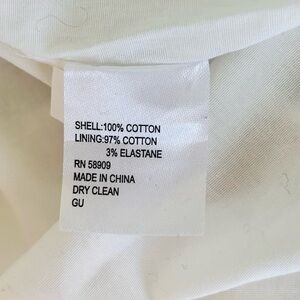 SHELL:100% COTTON
LINING:97% COTTON
3% ELASTANE
RN 58909
MADE IN CHINA
DRY CLEAN
GU